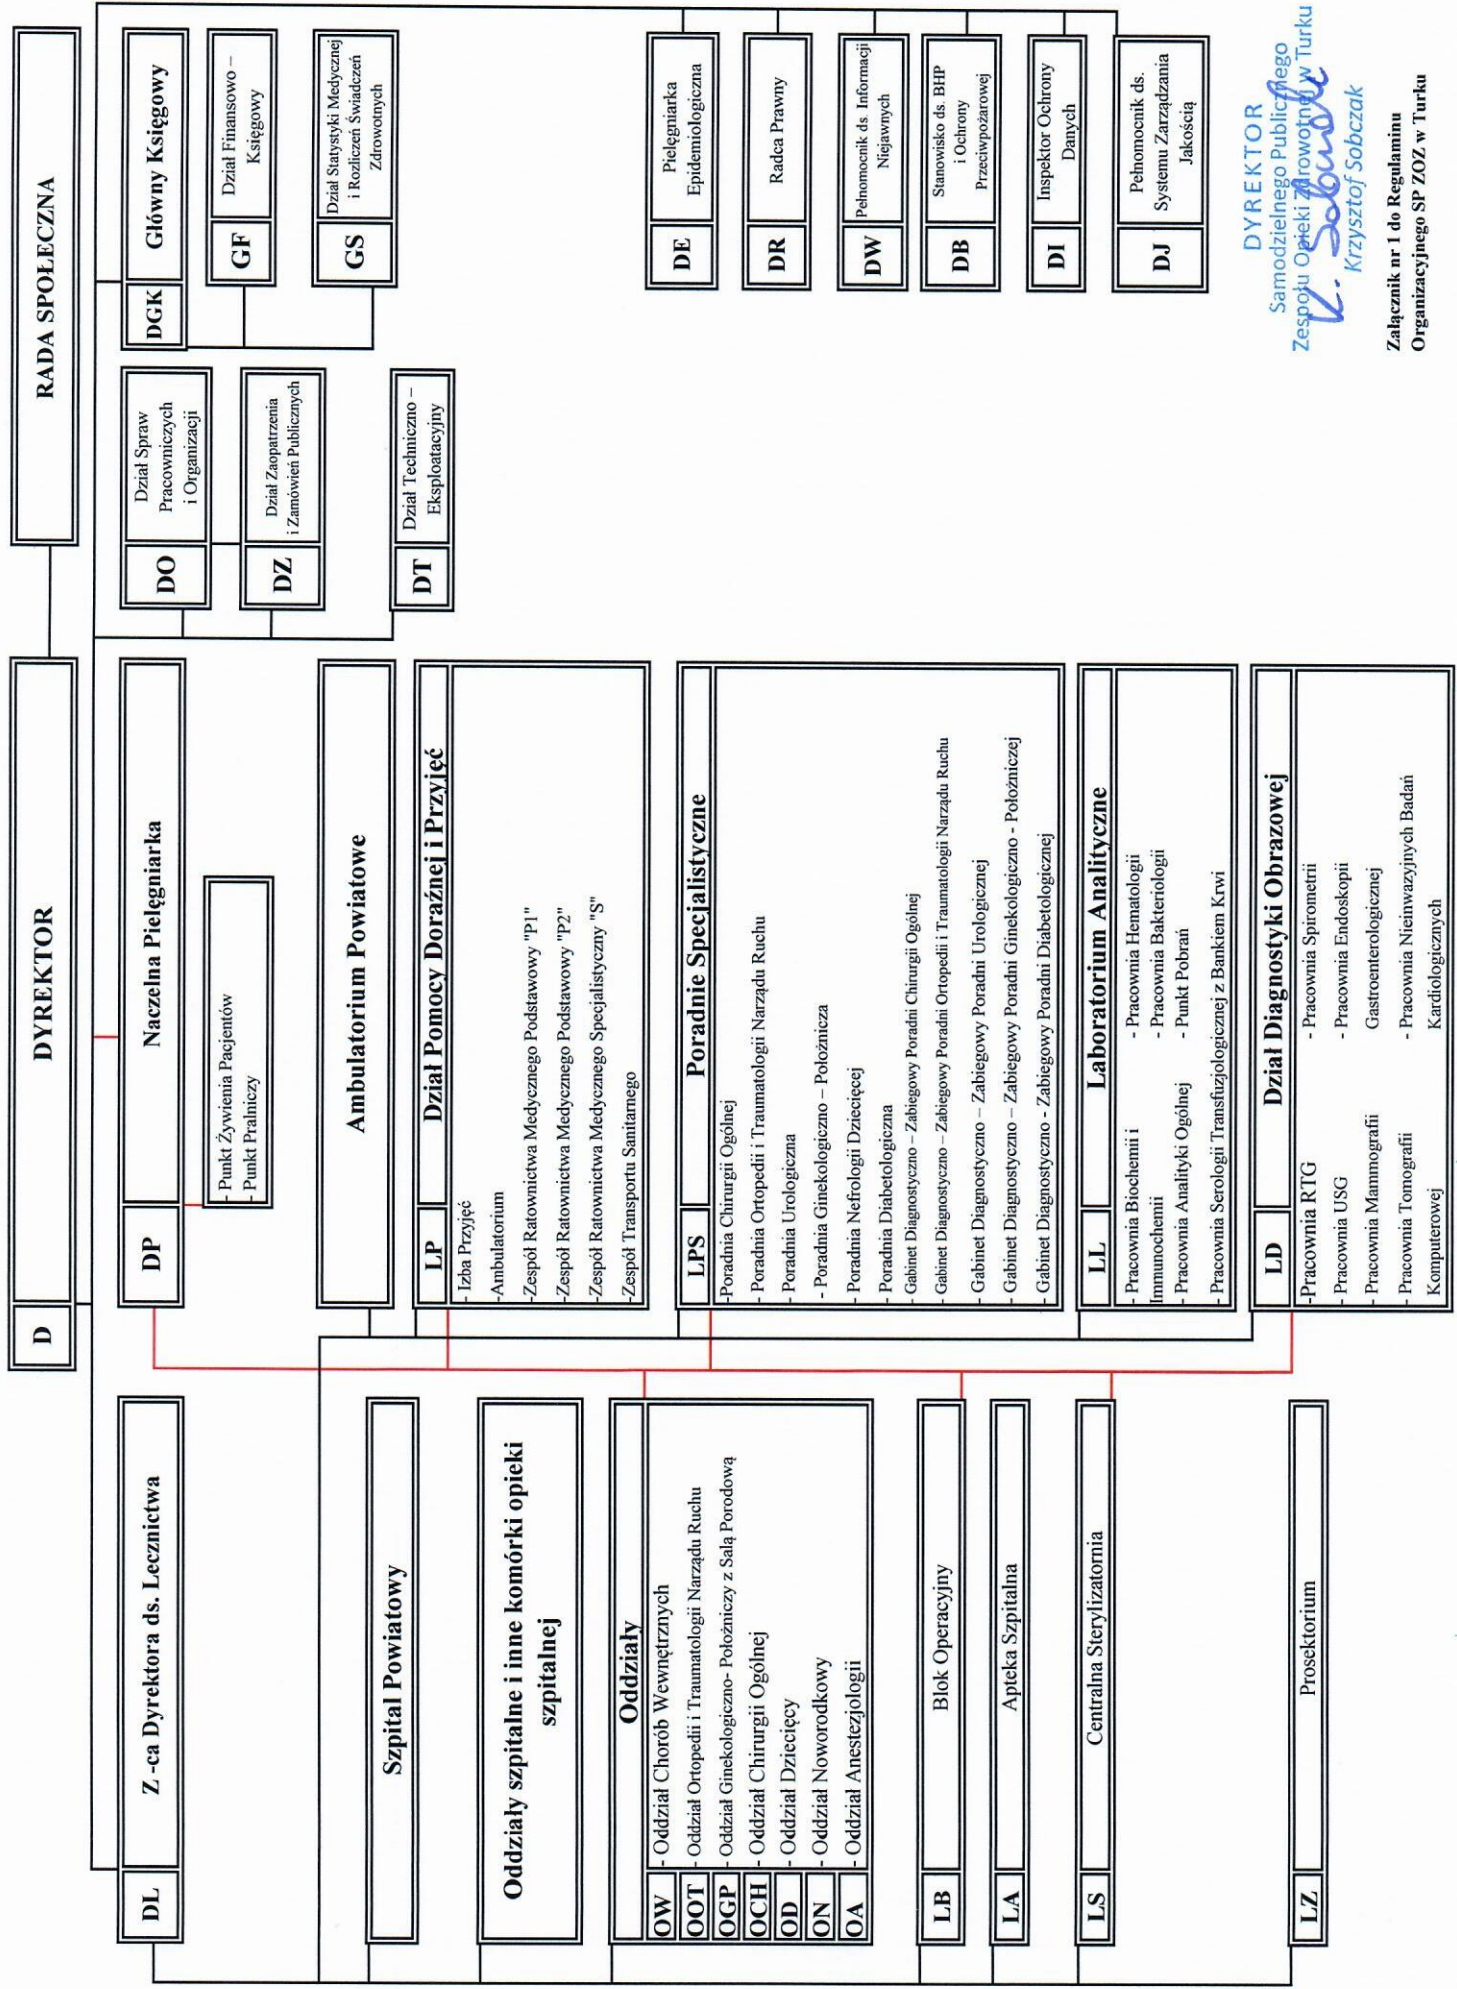 D
DYREKTOR
RADA SPOŁECZNA
DL
Z -ca Dyrektora ds. Lecznictwa
Szpital Powiatowy
Oddziały szpitalne i inne komórki opieki
szpitalnej
Oddziały
OW - Oddział Chorób Wewnętrznych
OOT - Oddział Ortopedii i Traumatologii Narządu Ruchu
OGP - Oddział Ginekologiczno- Położniczy z Salą Porodową
OCH - Oddział Chirurgii Ogólnej
OD - Oddział Dziecięcy
ON - Oddział Noworodkowy
OA - Oddział Anestezjologii
LB
Blok Operacyjny
LA
Apteka Szpitalna
LS
Centralna Sterylizatornia
LZ
Prosektorium
DP
Naczelna Pielęgniarka
- Punkt Żywienia Pacjentów
- Punkt Pralniczy
Ambulatorium Powiatowe
LP
Dział Pomocy Doraźnej i Przyjęć
- Izba Przyjęć
-Ambulatorium
-Zespół Ratownictwa Medycznego Podstawowy "P1"
-Zespół Ratownictwa Medycznego Podstawowy "P2"
-Zespół Ratownictwa Medycznego Specjalistyczny "S"
-Zespół Transportu Sanitarnego
LPS
Poradnie Specjalistyczne
-Poradnia Chirurgii Ogólnej
- Poradnia Ortopedii i Traumatologii Narządu Ruchu
- Poradnia Urologiczna
- Poradnia Ginekologiczno – Położnicza
- Poradnia Nefrologii Dziecięcej
- Poradnia Diabetologiczna
- Gabinet Diagnostyczno – Zabiegowy Poradni Chirurgii Ogólnej
- Gabinet Diagnostyczno – Zabiegowy Poradni Ortopedii i Traumatologii Narządu Ruchu
- Gabinet Diagnostyczno – Zabiegowy Poradni Urologicznej
- Gabinet Diagnostyczno – Zabiegowy Poradni Ginekologiczno - Położniczej
- Gabinet Diagnostyczno - Zabiegowy Poradni Diabetologicznej
LL
Laboratorium Analityczne
- Pracownia Biochemii i
Immunochemii
- Pracownia Analityki Ogólnej
- Pracownia Hematologii
- Pracownia Bakteriologii
- Punkt Pobrań
- Pracownia Serologii Transfuzjologicznej z Bankiem Krwi
LD
Dział Diagnostyki Obrazowej
-Pracownia RTG
- Pracownia USG
- Pracownia Mammografii
- Pracownia Tomografii
Komputerowej
- Pracownia Spirometrii
- Pracownia Endoskopii
Gastroenterologicznej
- Pracownia Nieinwazyjnych Badań
Kardiologicznych
DO
Dział Spraw
Pracowniczych
i Organizacji
DZ
Dział Zaopatrzenia
i Zamówień Publicznych
DT
Dział Techniczno –
Eksploatacyjny
DGK
Główny Księgowy
GF
Dział Finansowo –
Księgowy
GS
Dział Statystyki Medycznej
i Rozliczeń Świadczeń
Zdrowotnych
DE
Pielęgniarka
Epidemiologiczna
DR
Radca Prawny
DW
Pełnomocnik ds. Informacji
Niejawnych
DB
Stanowisko ds. BHP
i Ochrony
Przeciwpożarowej
DI
Inspektor Ochrony
Danych
DJ
Pełnomocnik ds.
Systemu Zarządzania
Jakością
DYREKTOR
Samodzielnego Publicznego
Zespołu Opieki Zdrowotnej w Turku
K. Sobczak
Krzysztof Sobczak
Załącznik nr 1 do Regulaminu
Organizacyjnego SP ZOZ w Turku